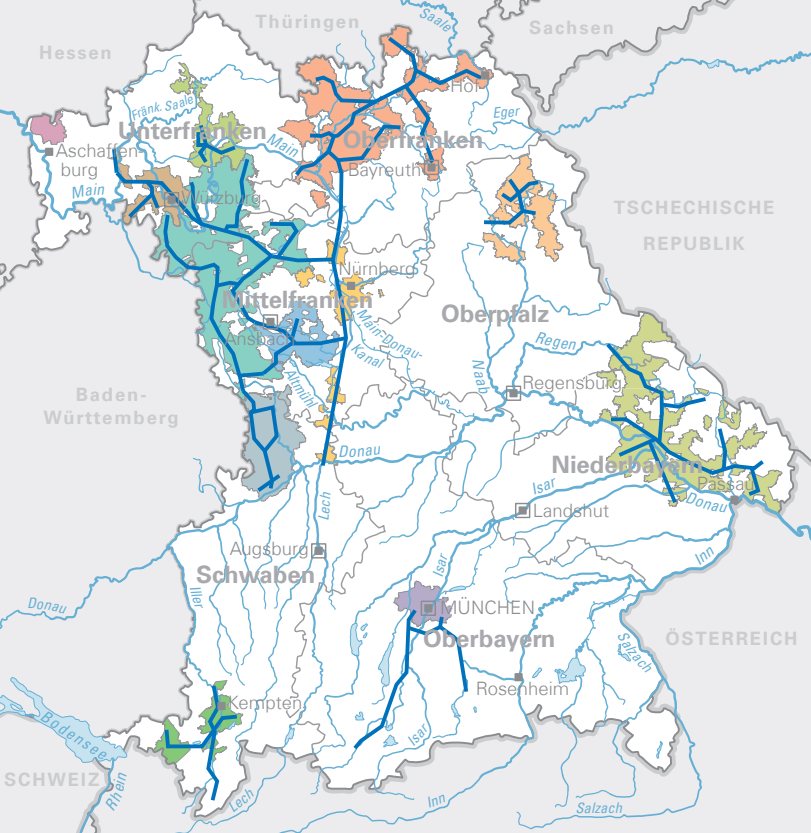 Thüringen
Saale
Sachsen
Hessen
Hof
Eger
Fränk. Saale
Unterfranken
Main
Oberfranken
Aschaffen-
burg
Bayreuth
Main
Würzburg
TSCHECHISCHE
REPUBLIK
Nürnberg
Mittelfranken
Oberpfalz
Main-Donau-
Kanal
Ansbach
Regen
Altmühl
Naab
Regensburg
Baden-
Württemberg
Donau
Niederbayern
Passau
Isar
Donau
Lech
Landshut
Augsburg
Isar
Inn
Schwaben
Iller
Donau
MÜNCHEN
Oberbayern
Salzach
ÖSTERREICH
Rosenheim
Kempten
Isar
Bodensee
SCHWEIZ
Rhein
Lech
Inn
Salzach